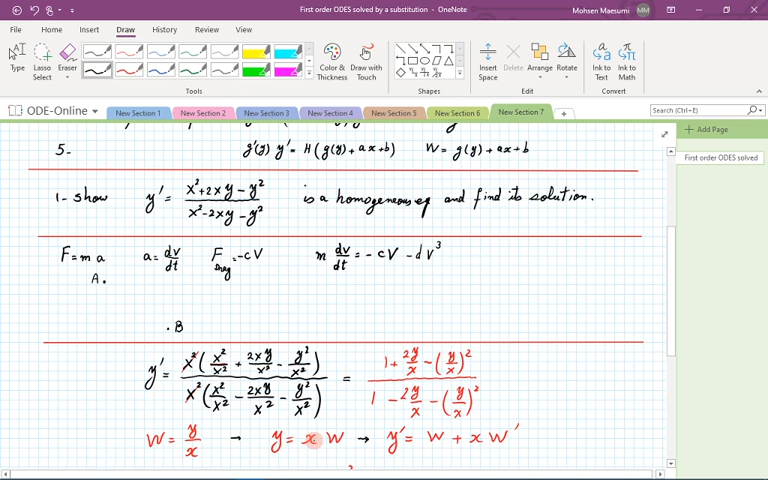 First order ODES solved by a substitution - OneNote
Mohsen Maesumi MM
File Home Insert Draw History Review View
Type Lasso Select Eraser Color & Thickness Draw with Touch Insert Space Delete Arrange Rotate Ink to Text Ink to Math
Tools Shapes Edit Convert
ODE-Online New Section 1 New Section 2 New Section 3 New Section 4 New Section 5 New Section 6 New Section 7 + Search (Ctrl+E)
Add Page
First order ODES solved
5- g'(y) y' = H(g(y)+ax+b) W = g(y)+ax+b
1- show y' = (x²+2xy-y²)/(x²-2xy-y²) is a homogeneous eq and find its solution.
F = m a a = dv/dt F drag = -cV m dv/dt = -cV - dV³
A.
.B
y' = x²(x²/x² + 2xy/x² - y²/x²) / x²(x²/x² - 2xy/x² - y²/x²) = (1 + 2y/x - (y/x)²) / (1 - 2y/x - (y/x)²)
W = y/x → y = x W → y' = W + x W'